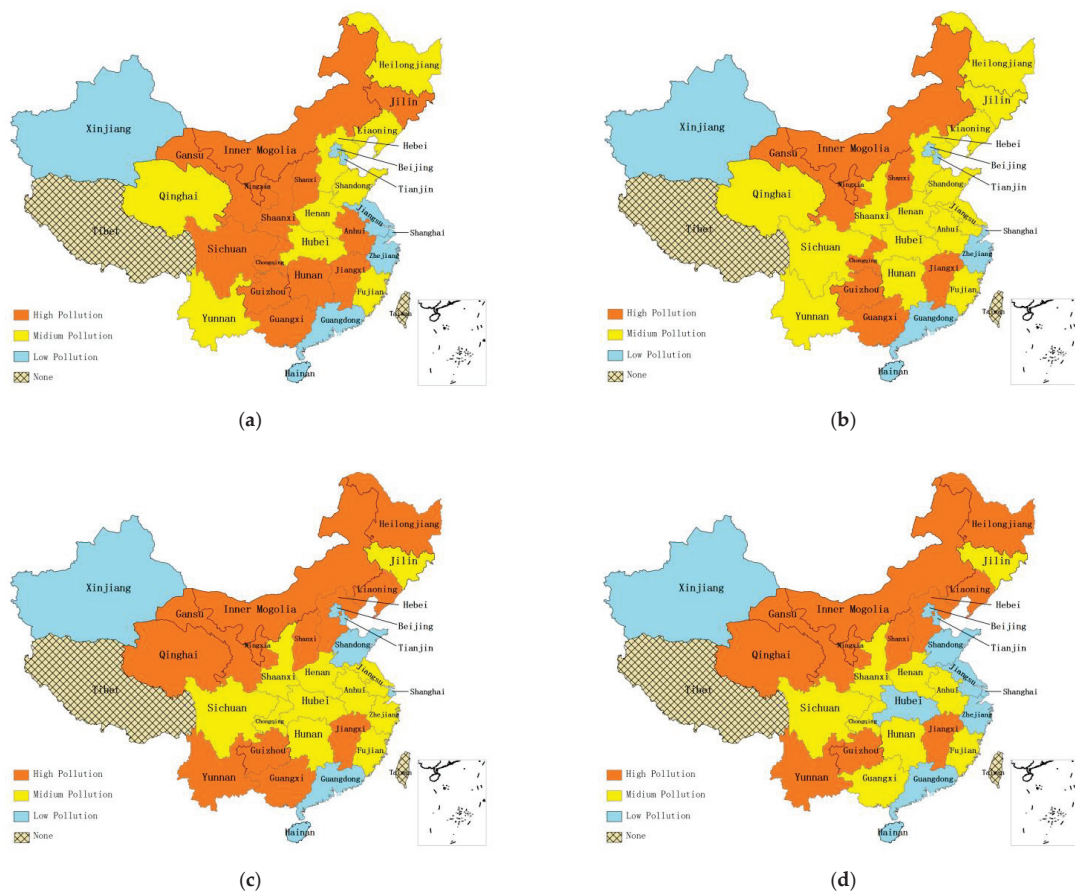 Heilongjiang
Jilin
Xinjiang
Liaoning
Hebei
Gansu
Inner Mogolia
Beijing
Tianjin
Ningxia
Shanxi
Shandong
Qinghai
Shaanxi
Henan
Jiangsu
Tibet
Anhui
Shanghai
Sichuan
Hubei
Zhejiang
Chongqing
Hunan
Jiangxi
Guizhou
Fujian
Yunnan
Guangxi
Guangdong
Taiwan
Hainan
High Pollution
Midium Pollution
Low Pollution
None
(a)
Heilongjiang
Jilin
Xinjiang
Liaoning
Hebei
Gansu
Inner Mogolia
Beijing
Tianjin
Ningxia
Shanxi
Shandong
Qinghai
Shaanxi
Henan
Jiangsu
Tibet
Anhui
Shanghai
Sichuan
Hubei
Zhejiang
Chongqing
Hunan
Jiangxi
Guizhou
Fujian
Yunnan
Guangxi
Guangdong
Taiwan
Hainan
High Pollution
Midium Pollution
Low Pollution
None
(b)
Heilongjiang
Jilin
Xinjiang
Liaoning
Hebei
Gansu
Inner Mogolia
Beijing
Tianjin
Ningxia
Shanxi
Shandong
Qinghai
Shaanxi
Henan
Jiangsu
Tibet
Anhui
Shanghai
Sichuan
Hubei
Zhejiang
Chongqing
Hunan
Jiangxi
Guizhou
Fujian
Yunnan
Guangxi
Guangdong
Taiwan
Hainan
High Pollution
Midium Pollution
Low Pollution
None
(c)
Heilongjiang
Jilin
Xinjiang
Liaoning
Hebei
Gansu
Inner Mogolia
Beijing
Tianjin
Ningxia
Shanxi
Shandong
Qinghai
Shaanxi
Henan
Jiangsu
Tibet
Anhui
Shanghai
Sichuan
Hubei
Zhejiang
Chongqing
Hunan
Jiangxi
Guizhou
Fujian
Yunnan
Guangxi
Guangdong
Taiwan
Hainan
High Pollution
Midium Pollution
Low Pollution
None
(d)